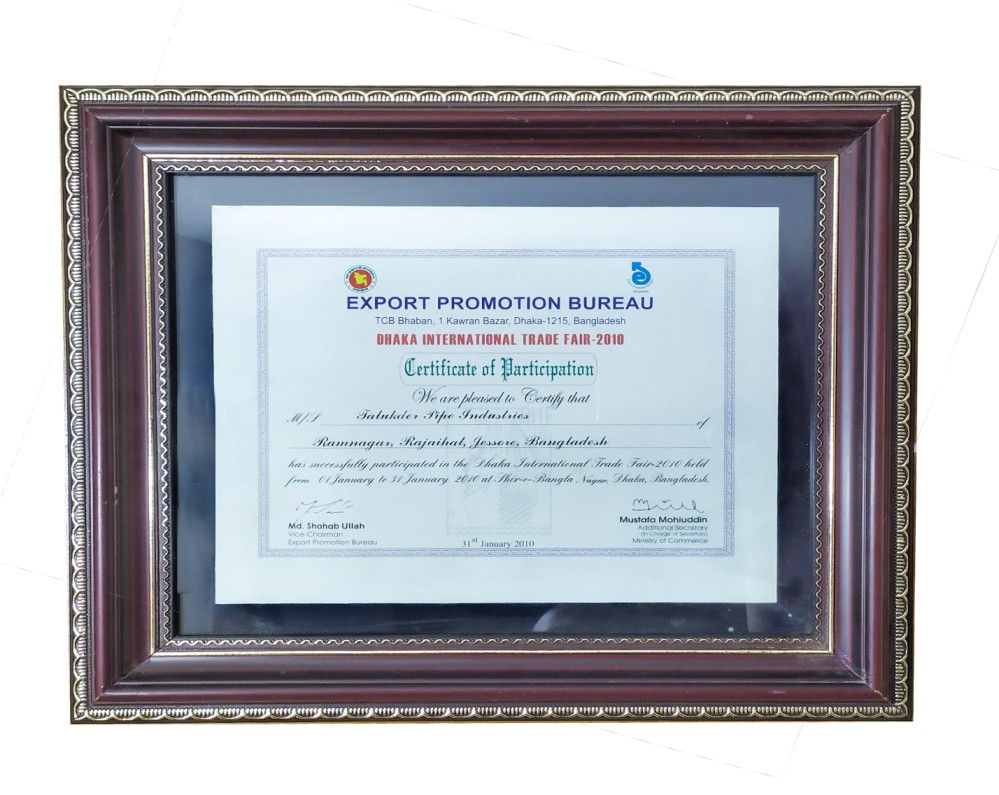 EXPORT PROMOTION BUREAU
TCB Bhaban, 1 Kawran Bazar, Dhaka-1215, Bangladesh
DHAKA INTERNATIONAL TRADE FAIR-2010
Certificate of Participation
We are pleased to Certify that
M/S Talukder Pipe Industries of
Ramnagar, Rajaihat, Jessore, Bangladesh
has successfully participated in the Dhaka International Trade Fair-2010 held
from 01 January to 31 January 2010 at Sher-e-Bangla Nagar, Dhaka, Bangladesh.
Md. Shahab Ullah
Vice-Chairman
Export Promotion Bureau
31st January 2010
Mustafa Mohiuddin
Additional Secretary
(In-Charge of Secretary)
Ministry of Commerce